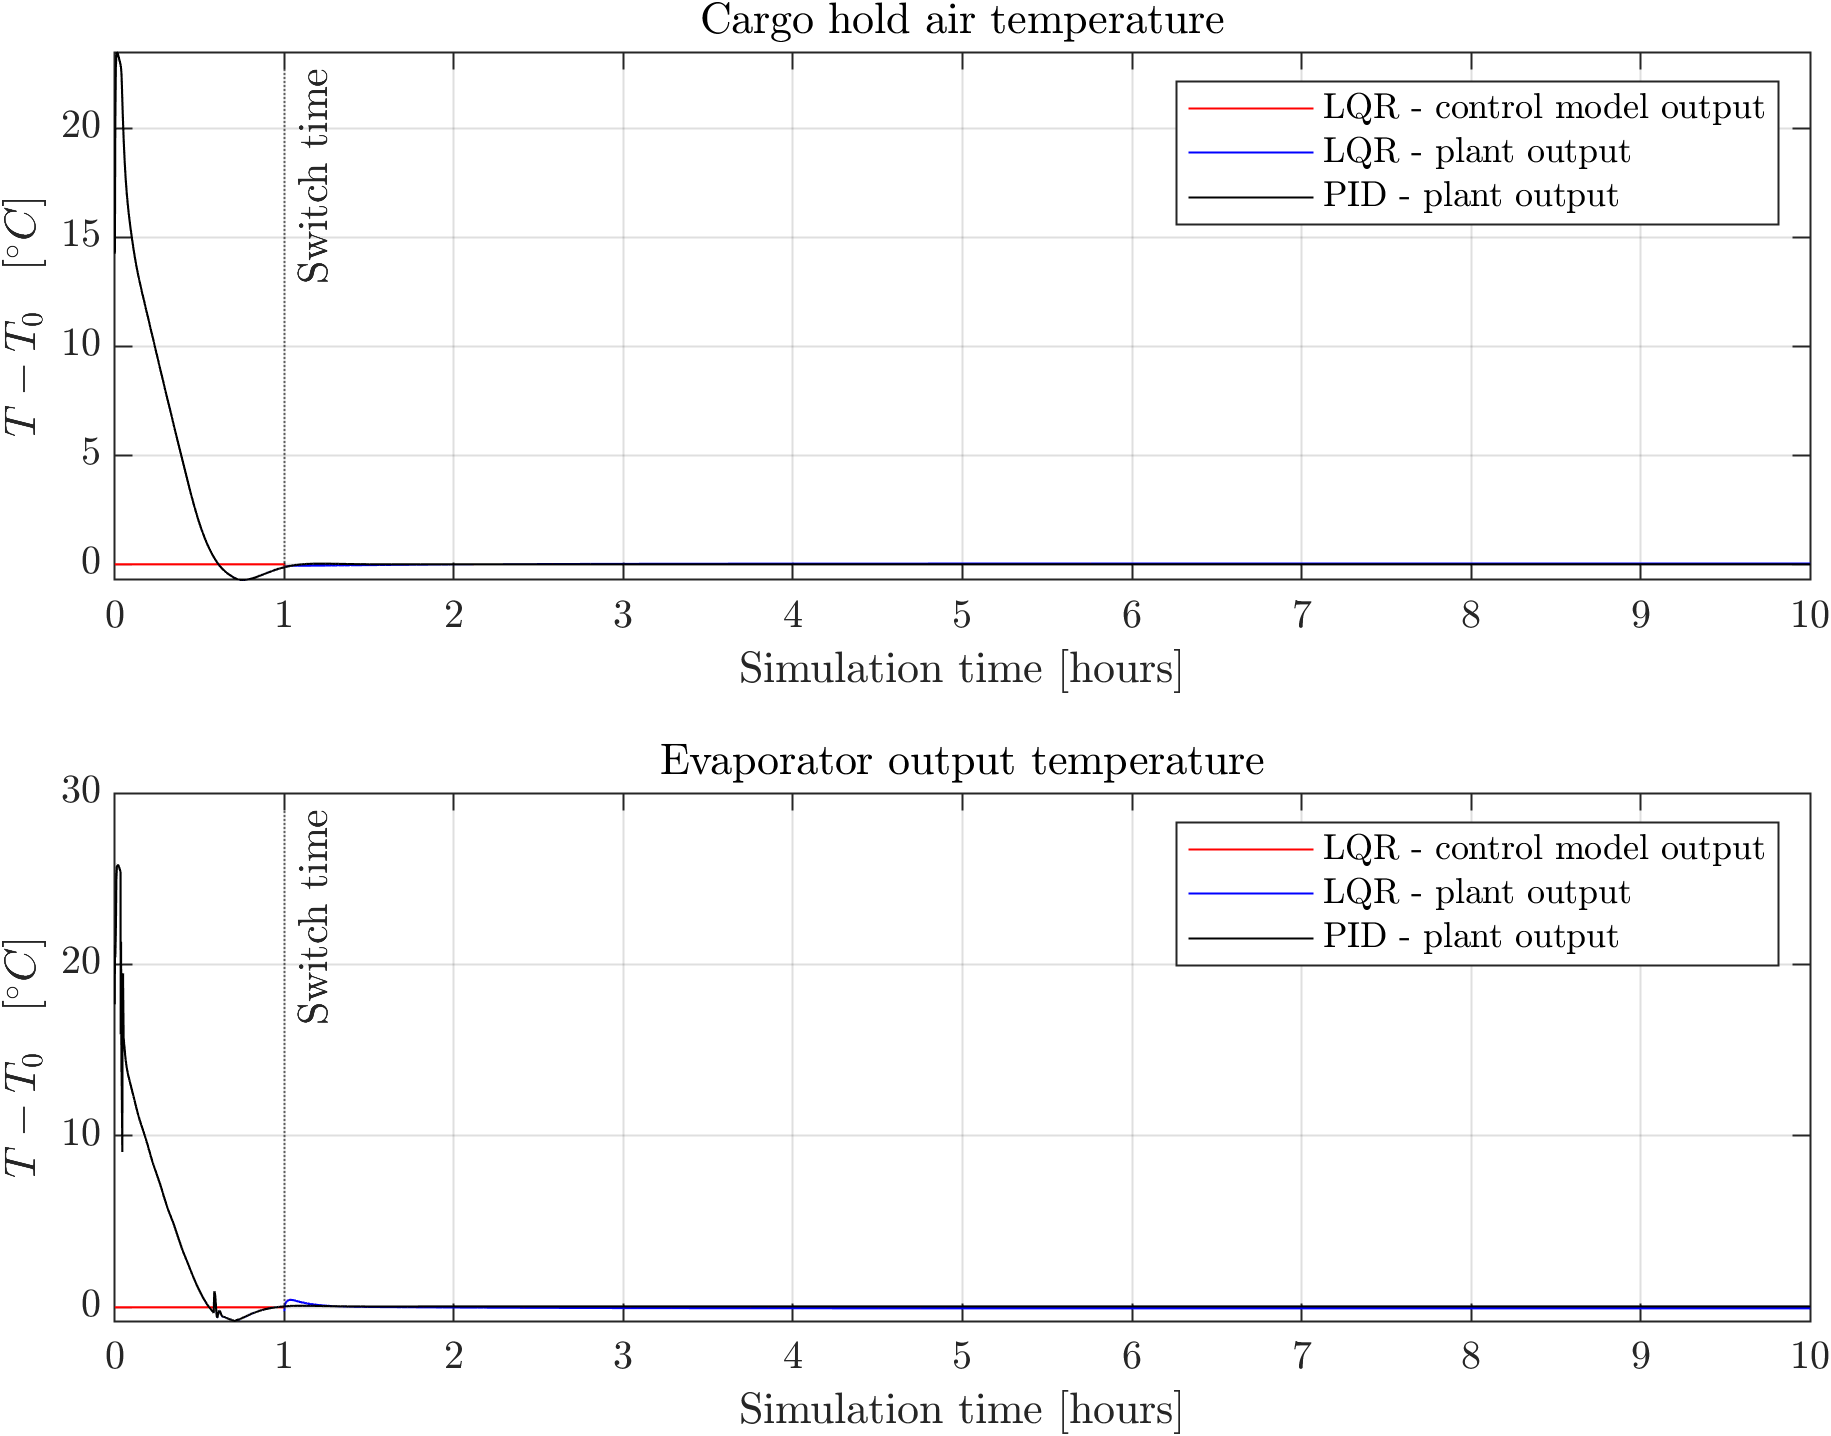 Cargo hold air temperature
20
15
10
5
0
T − T₀ [°C]
Switch time
LQR - control model output
LQR - plant output
PID - plant output
0 1 2 3 4 5 6 7 8 9 10
Simulation time [hours]
Evaporator output temperature
30
20
10
0
T − T₀ [°C]
Switch time
LQR - control model output
LQR - plant output
PID - plant output
0 1 2 3 4 5 6 7 8 9 10
Simulation time [hours]